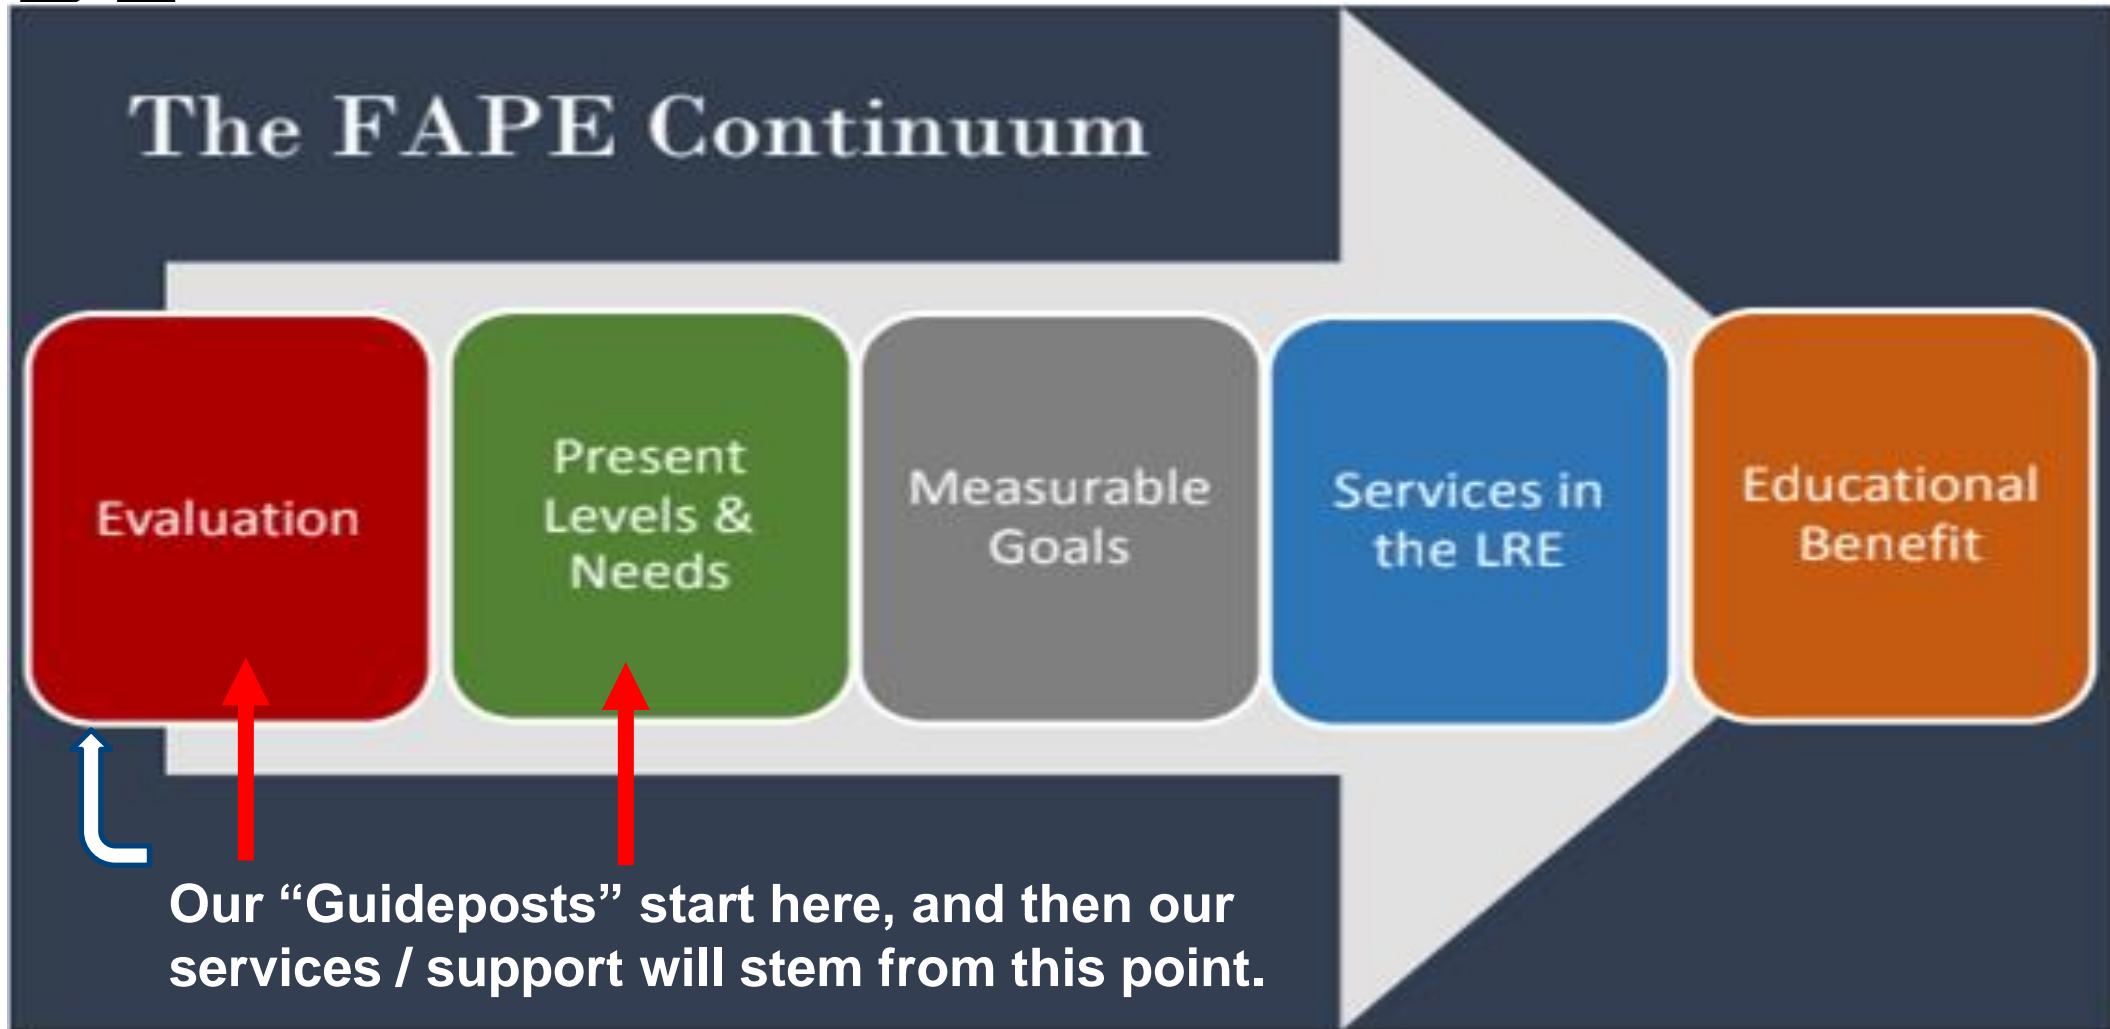 The FAPE Continuum
Evaluation
Present
Levels &
Needs
Measurable
Goals
Services in
the LRE
Educational
Benefit
Our “Guideposts” start here, and then our
services / support will stem from this point.